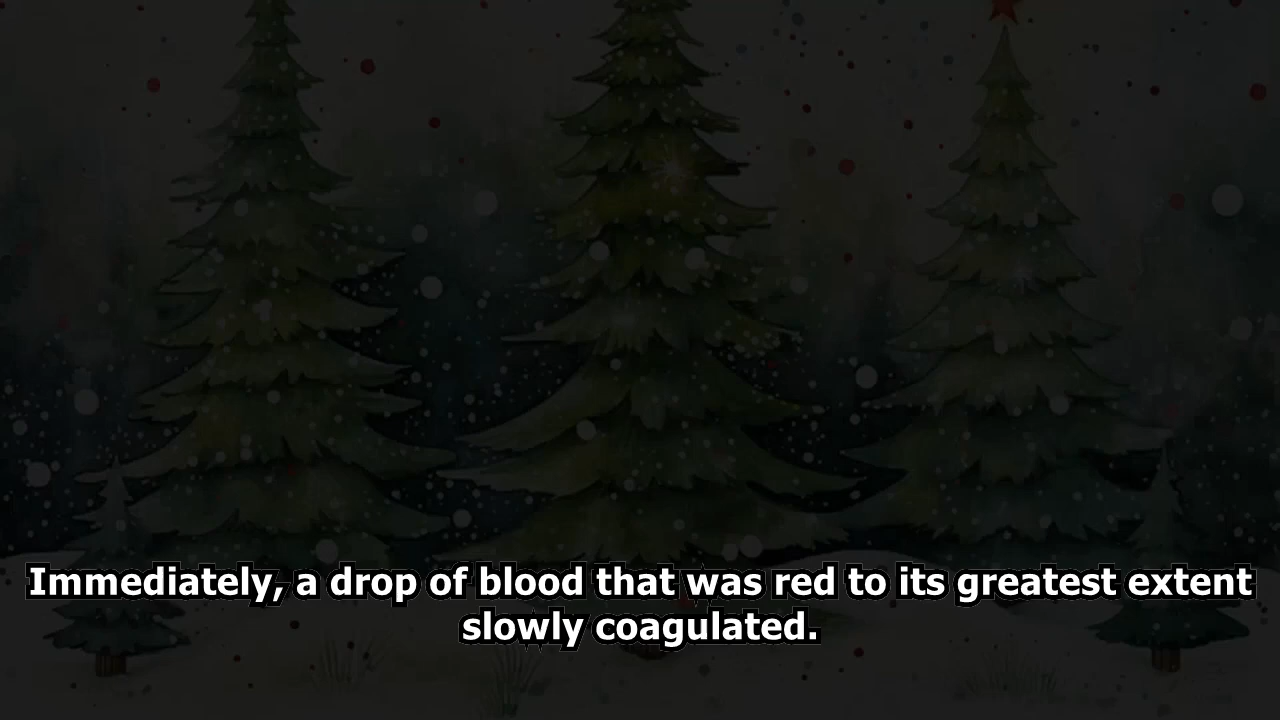 Immediately, a drop of blood that was red to its greatest extent
slowly coagulated.